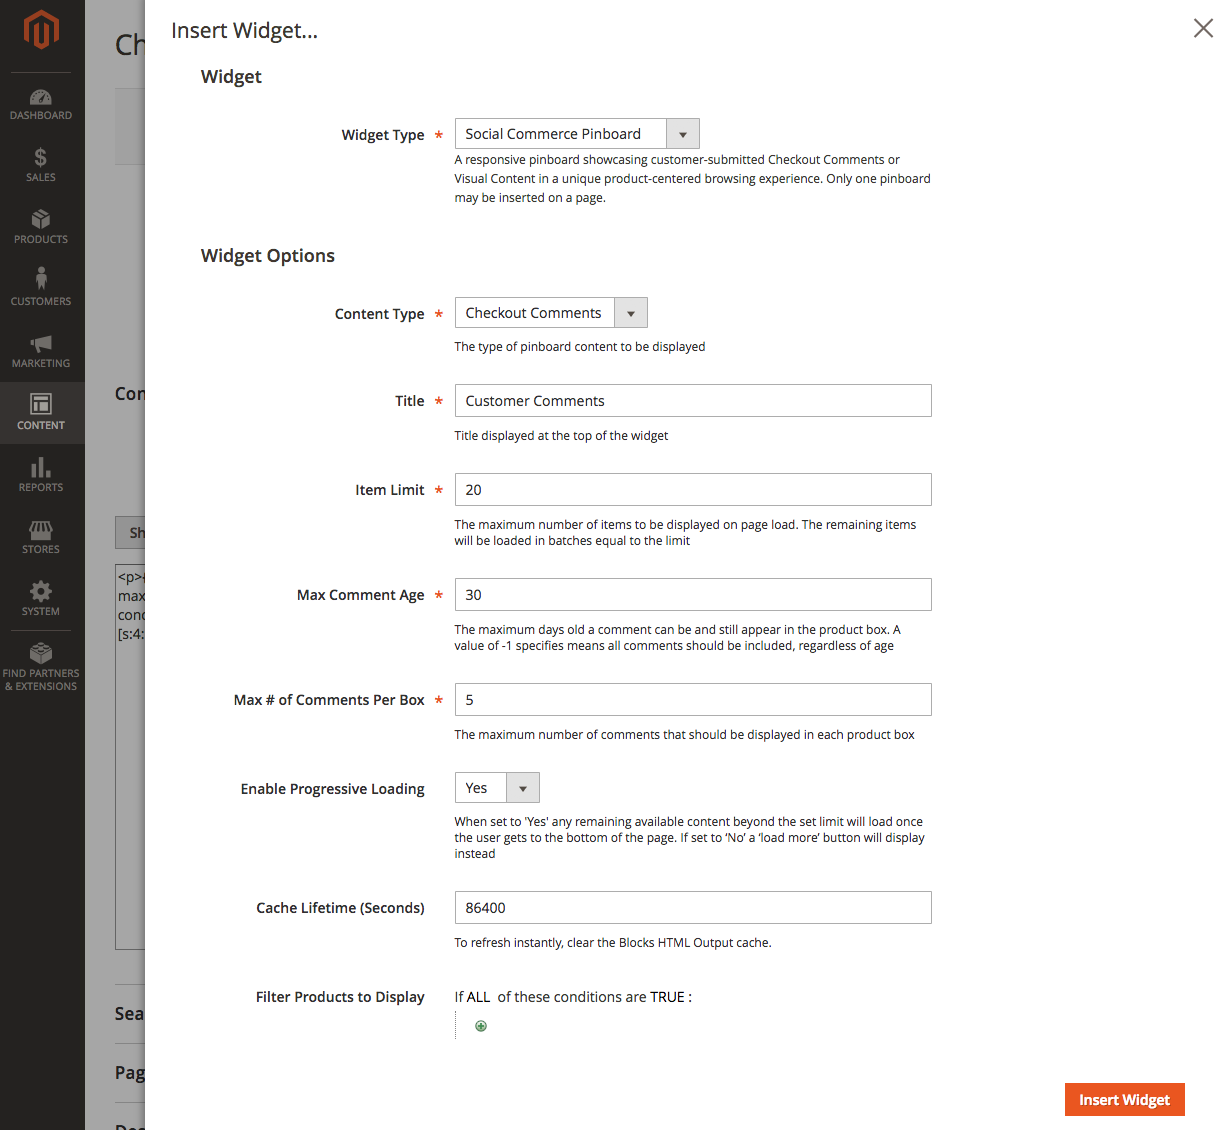 Insert Widget...
Ch
DASHBOARD
SALES
PRODUCTS
CUSTOMERS
MARKETING
CONTENT
REPORTS
STORES
SYSTEM
FIND PARTNERS
& EXTENSIONS
Con
Sh
<p>{
max
cond
[s:4:
Sea
Pag
Widget
Widget Type * Social Commerce Pinboard
A responsive pinboard showcasing customer-submitted Checkout Comments or
Visual Content in a unique product-centered browsing experience. Only one pinboard
may be inserted on a page.
Widget Options
Content Type * Checkout Comments
The type of pinboard content to be displayed
Title * Customer Comments
Title displayed at the top of the widget
Item Limit * 20
The maximum number of items to be displayed on page load. The remaining items
will be loaded in batches equal to the limit
Max Comment Age * 30
The maximum days old a comment can be and still appear in the product box. A
value of -1 specifies means all comments should be included, regardless of age
Max # of Comments Per Box * 5
The maximum number of comments that should be displayed in each product box
Enable Progressive Loading Yes
When set to 'Yes' any remaining available content beyond the set limit will load once
the user gets to the bottom of the page. If set to ‘No’ a ‘load more’ button will display
instead
Cache Lifetime (Seconds) 86400
To refresh instantly, clear the Blocks HTML Output cache.
Filter Products to Display If ALL of these conditions are TRUE :
Insert Widget